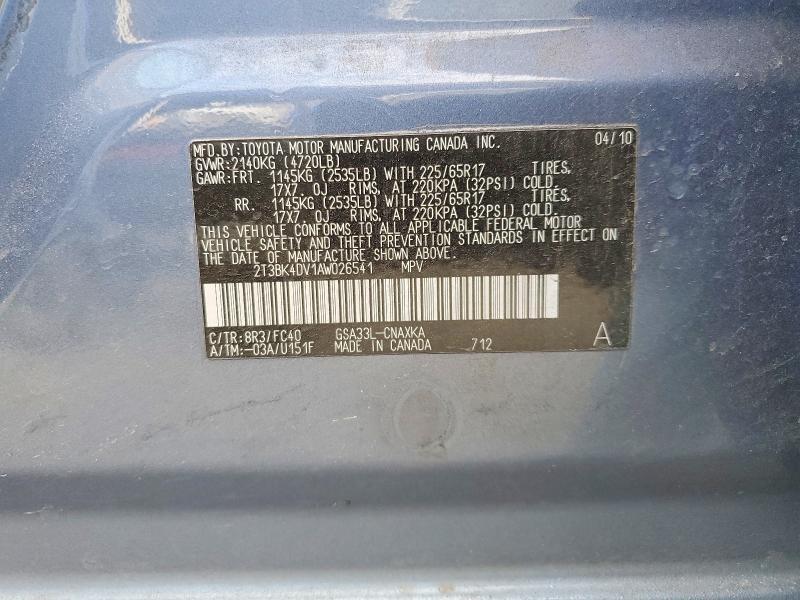 MFD. BY:TOYOTA MOTOR MANUFACTURING CANADA INC. 04/10
GVWR:2140KG (4720LB)
GAWR:FRT. 1145KG (2535LB) WITH 225/65R17 TIRES,
17X7.0J RIMS, AT 220KPA (32PSI) COLD.
RR. 1145KG (2535LB) WITH 225/65R17 TIRES,
17X7.0J RIMS, AT 220KPA (32PSI) COLD.
THIS VEHICLE CONFORMS TO ALL APPLICABLE FEDERAL MOTOR
VEHICLE SAFETY AND THEFT PREVENTION STANDARDS IN EFFECT ON
THE DATE OF MANUFACTURE SHOWN ABOVE.
2T3BK4DV1AW026541 MPV
C/TR:8R3/FC40 GSA33L-CNAXKA
A/TM:-03A/U151F MADE IN CANADA 712 A